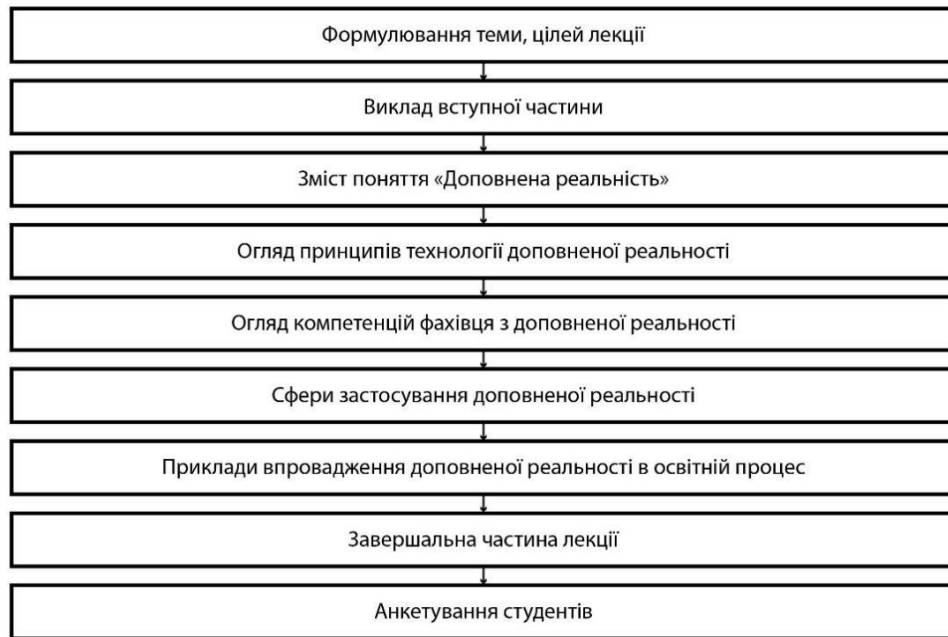 Формулювання теми, цілей лекції
Виклад вступної частини
Зміст поняття «Доповнена реальність»
Огляд принципів технології доповненої реальності
Огляд компетенцій фахівця з доповненої реальності
Сфери застосування доповненої реальності
Приклади впровадження доповненої реальності в освітній процес
Завершальна частина лекції
Анкетування студентів